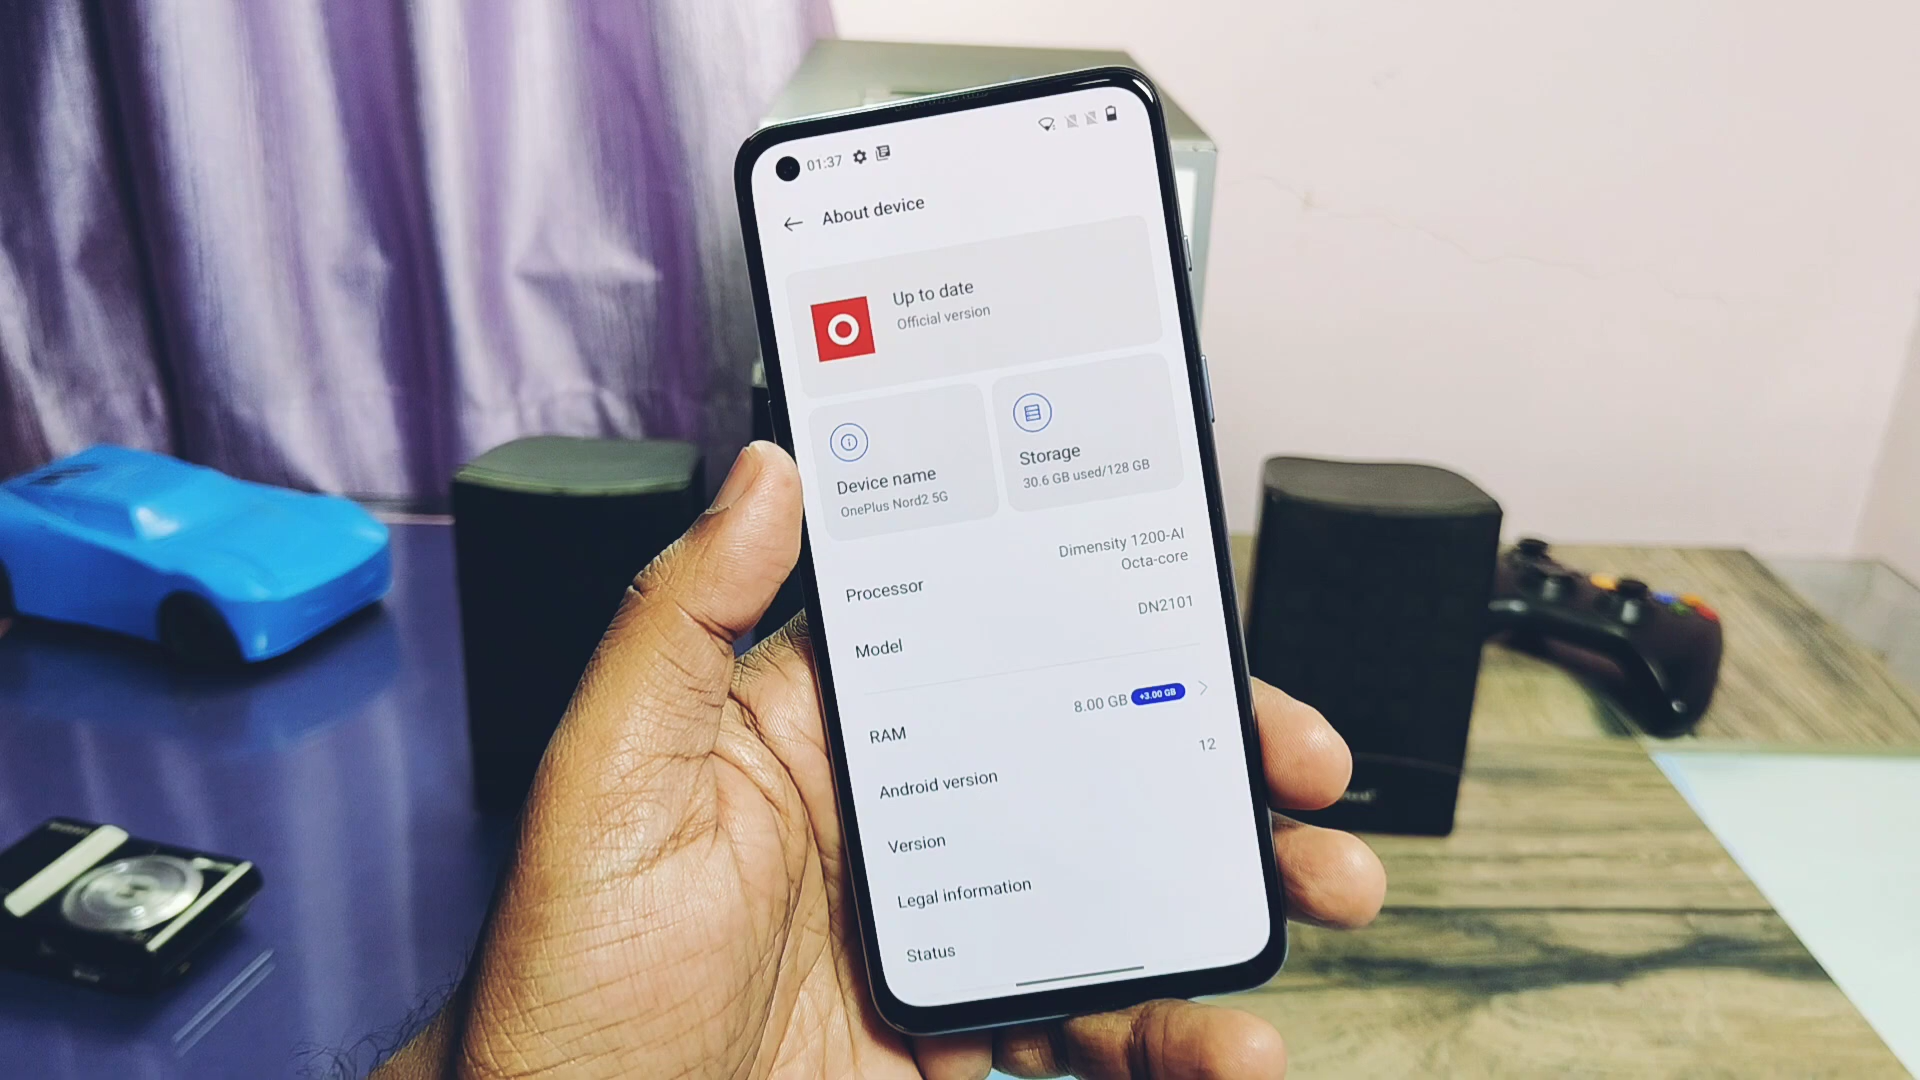 01:37
About device
Up to date
Official version
Device name
OnePlus Nord2 5G
Storage
30.6 GB used/128 GB
Processor
Dimensity 1200-AI
Octa-core
Model
DN2101
RAM
8.00 GB +3.00 GB
Android version
12
Version
Legal information
Status